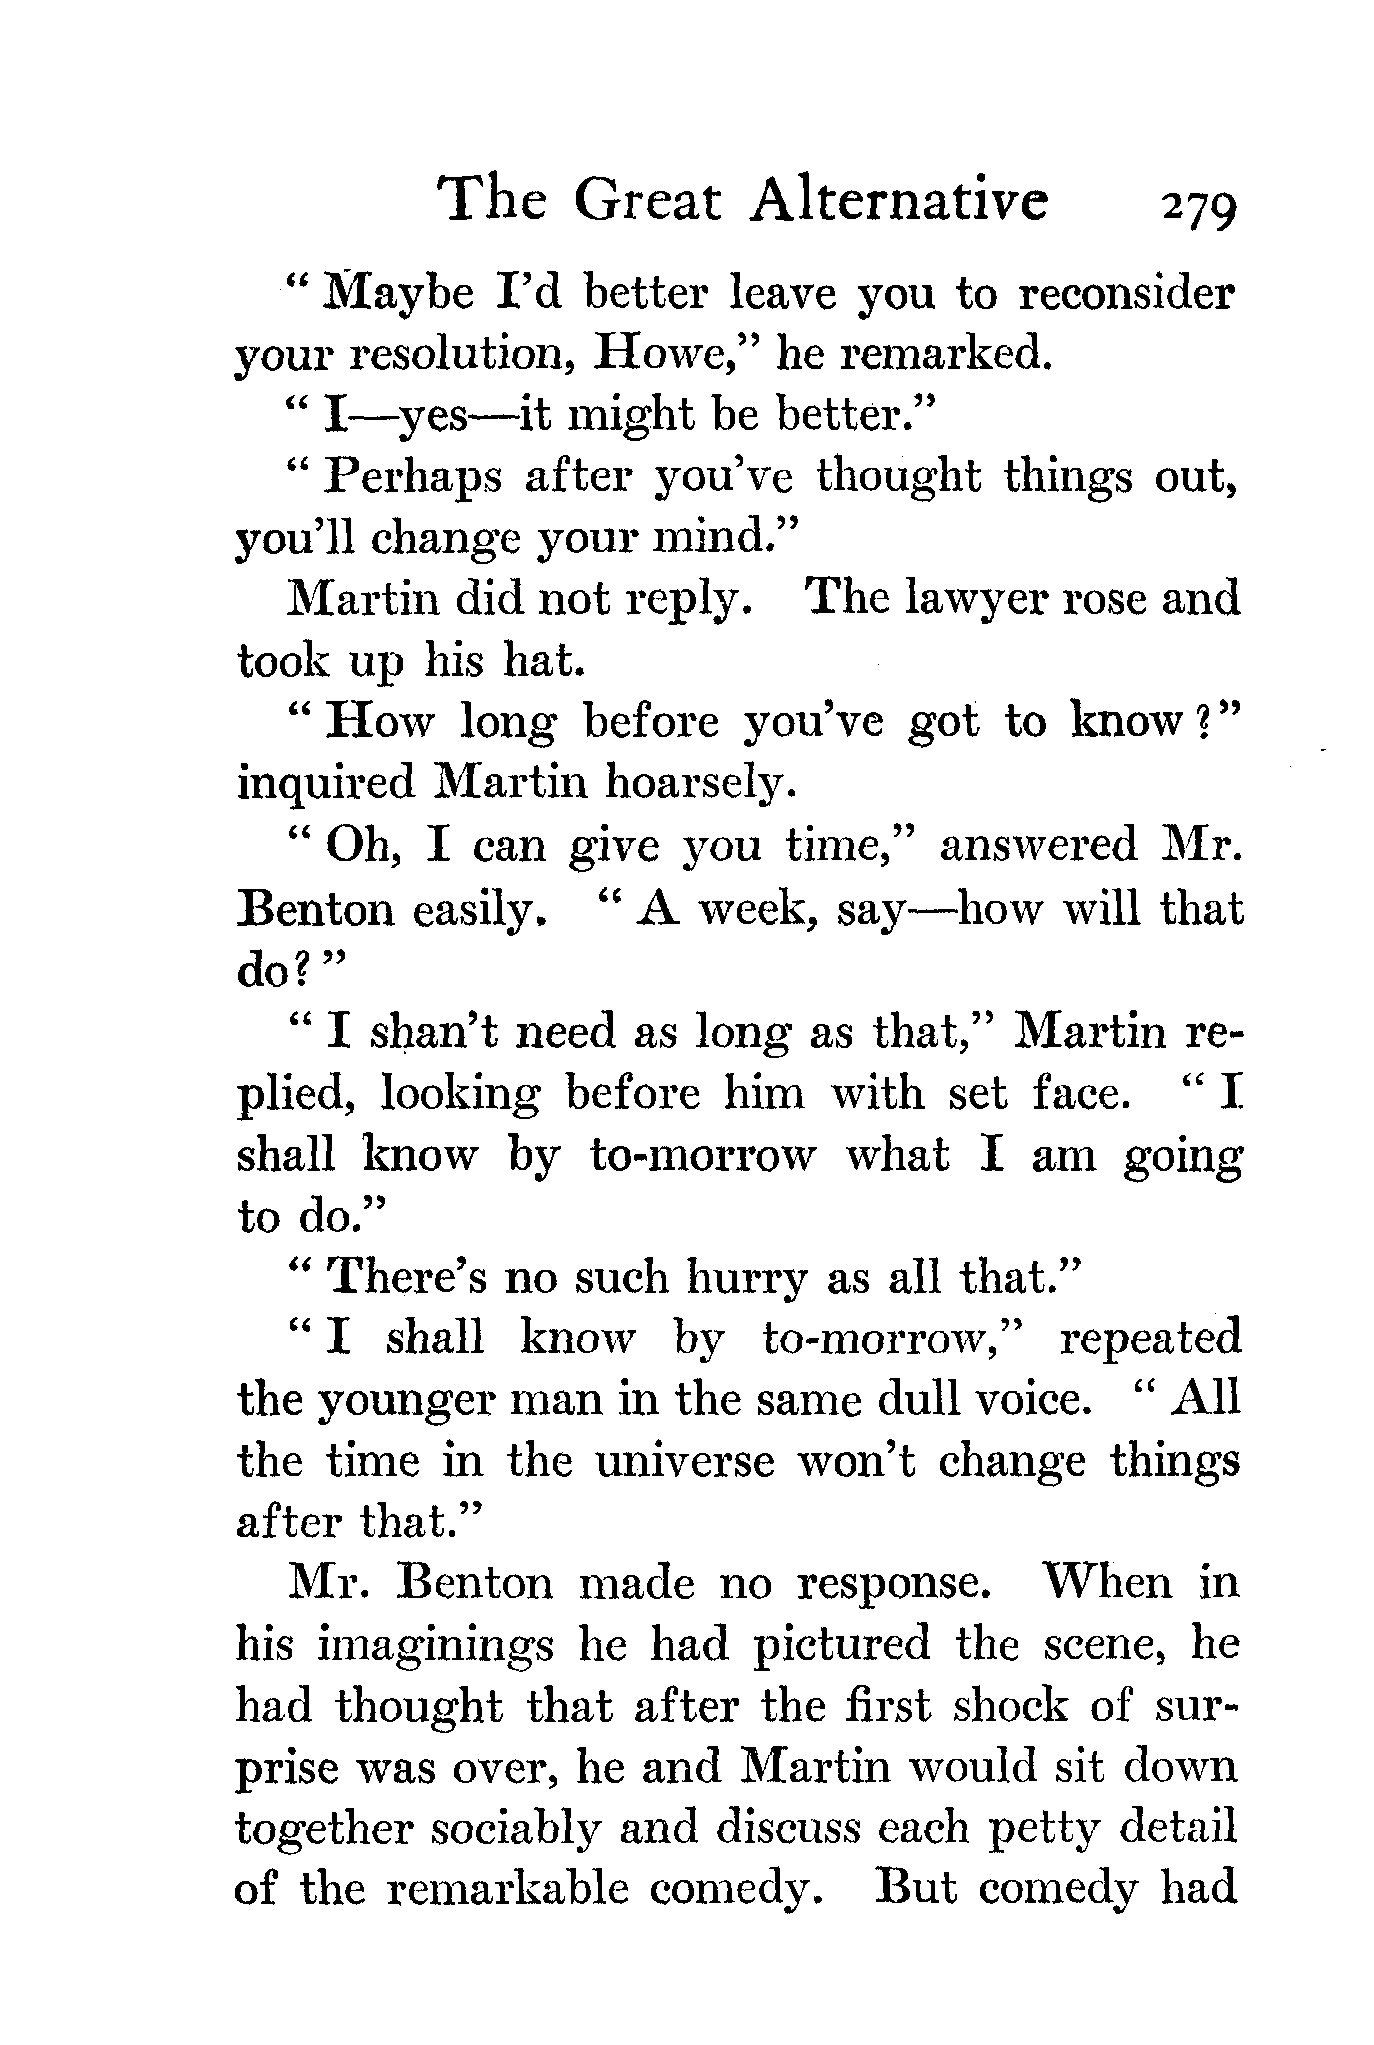 The Great Alternative 279
“ Maybe I’d better leave you to reconsider
your resolution, Howe,” he remarked.
“ I—yes—it might be better.”
“ Perhaps after you’ve thought things out,
you’ll change your mind.”
Martin did not reply. The lawyer rose and
took up his hat.
“ How long before you’ve got to know?”
inquired Martin hoarsely.
“ Oh, I can give you time,” answered Mr.
Benton easily. “ A week, say—how will that
do?”
“ I shan’t need as long as that,” Martin re-
plied, looking before him with set face. “ I
shall know by to-morrow what I am going
to do.”
“ There’s no such hurry as all that.”
“ I shall know by to-morrow,” repeated
the younger man in the same dull voice. “ All
the time in the universe won’t change things
after that.”
Mr. Benton made no response. When in
his imaginings he had pictured the scene, he
had thought that after the first shock of sur-
prise was over, he and Martin would sit down
together sociably and discuss each petty detail
of the remarkable comedy. But comedy had